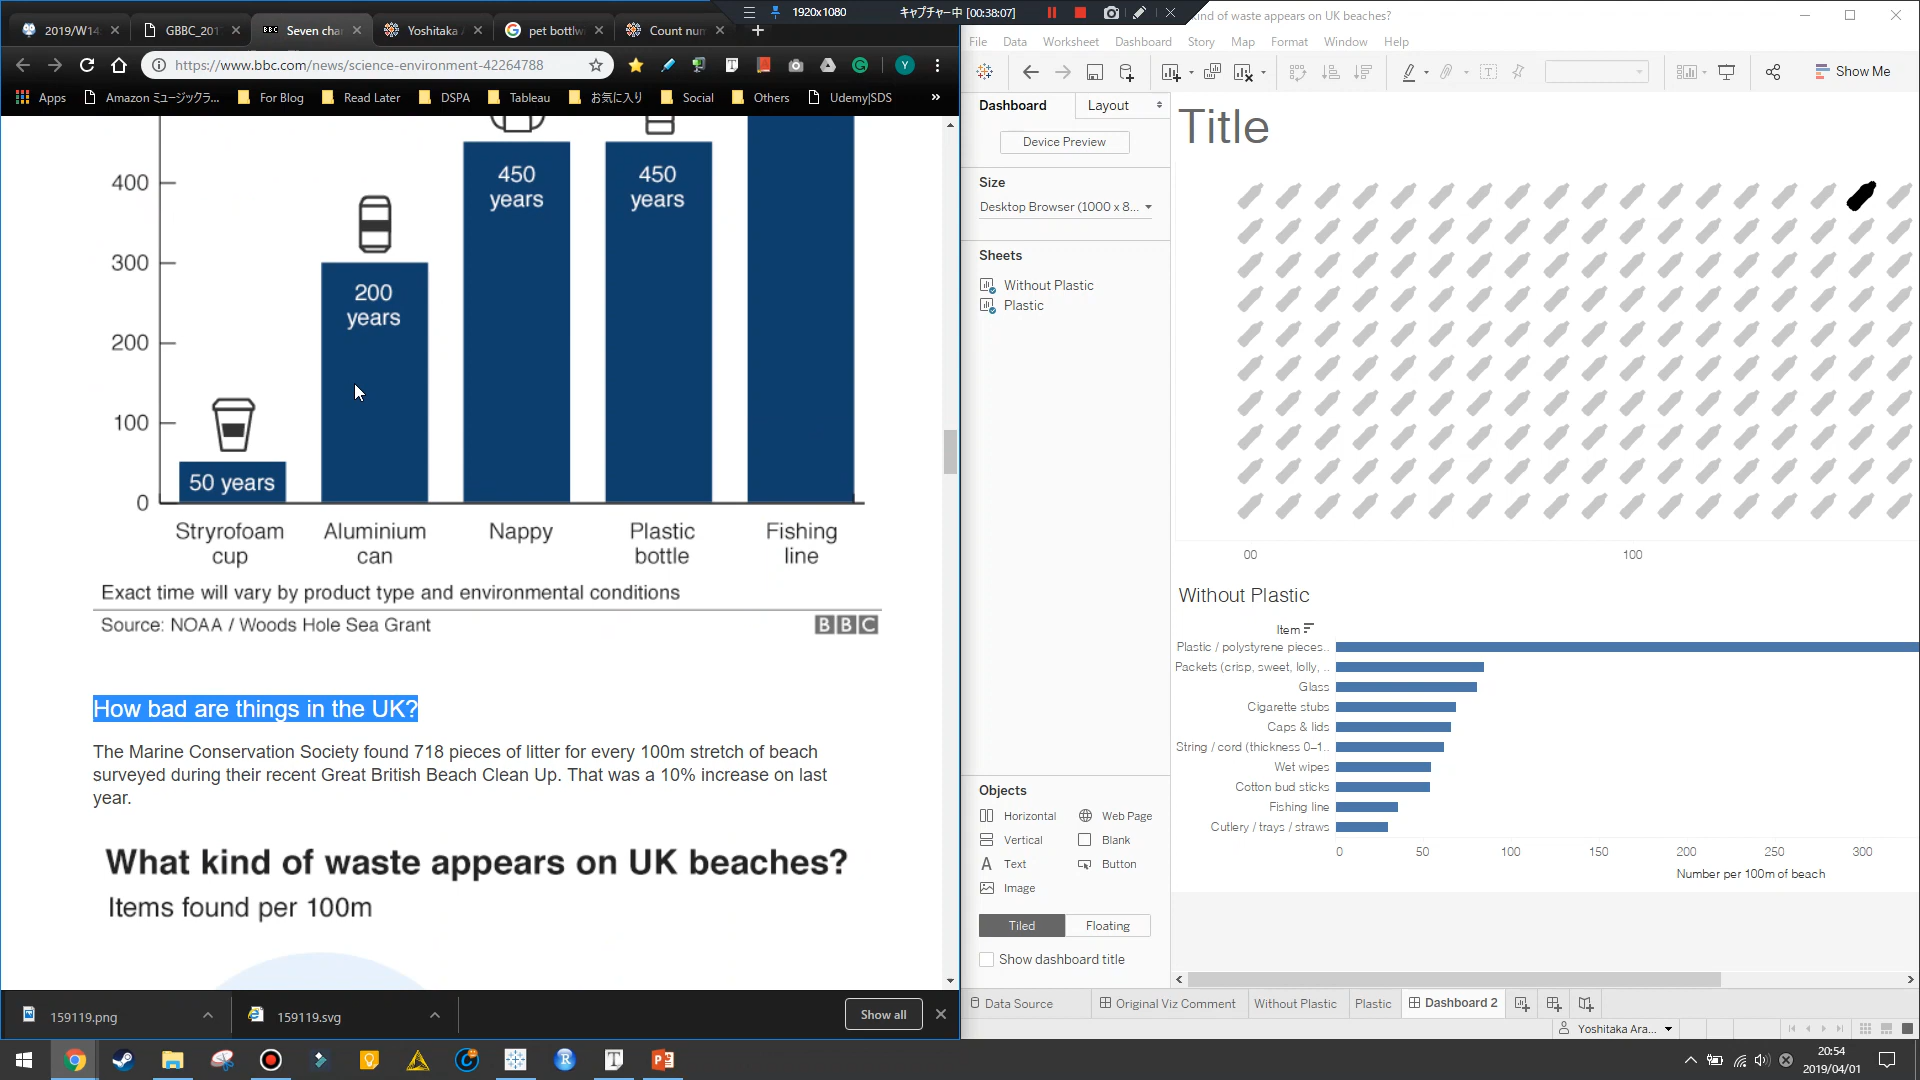 2019/W14
GBBC_201
Seven cha
Yoshitaka
pet bottlw
Count num
1920x1080
キャプチャー中 [00:38:07]
https://www.bbc.com/news/science-environment-42264788
Apps
Amazon ミュージックラ...
For Blog
Read Later
DSPA
Tableau
お気に入り
Social
Others
Udemy|SDS
»
400
300
200
100
0
50 years
200
years
450
years
450
years
Stryrofoam
cup
Aluminium
can
Nappy
Plastic
bottle
Fishing
line
Exact time will vary by product type and environmental conditions
Source: NOAA / Woods Hole Sea Grant
BBC
How bad are things in the UK?
The Marine Conservation Society found 718 pieces of litter for every 100m stretch of beach
surveyed during their recent Great British Beach Clean Up. That was a 10% increase on last
year.
What kind of waste appears on UK beaches?
Items found per 100m
159119.png
159119.svg
Show all
kind of waste appears on UK beaches?
File Data Worksheet Dashboard Story Map Format Window Help
Show Me
Dashboard
Layout
Device Preview
Size
Desktop Browser (1000 x 8...
Sheets
Without Plastic
Plastic
Objects
Horizontal
Web Page
Vertical
Blank
Text
Button
Image
Tiled
Floating
Show dashboard title
Title
00
100
Without Plastic
Item
Plastic / polystyrene pieces..
Packets (crisp, sweet, lolly, ..
Glass
Cigarette stubs
Caps & lids
String / cord (thickness 0–1..
Wet wipes
Cotton bud sticks
Fishing line
Cutlery / trays / straws
0 50 100 150 200 250 300
Number per 100m of beach
Data Source
Original Viz Comment
Without Plastic
Plastic
Dashboard 2
Yoshitaka Ara...
20:54
2019/04/01